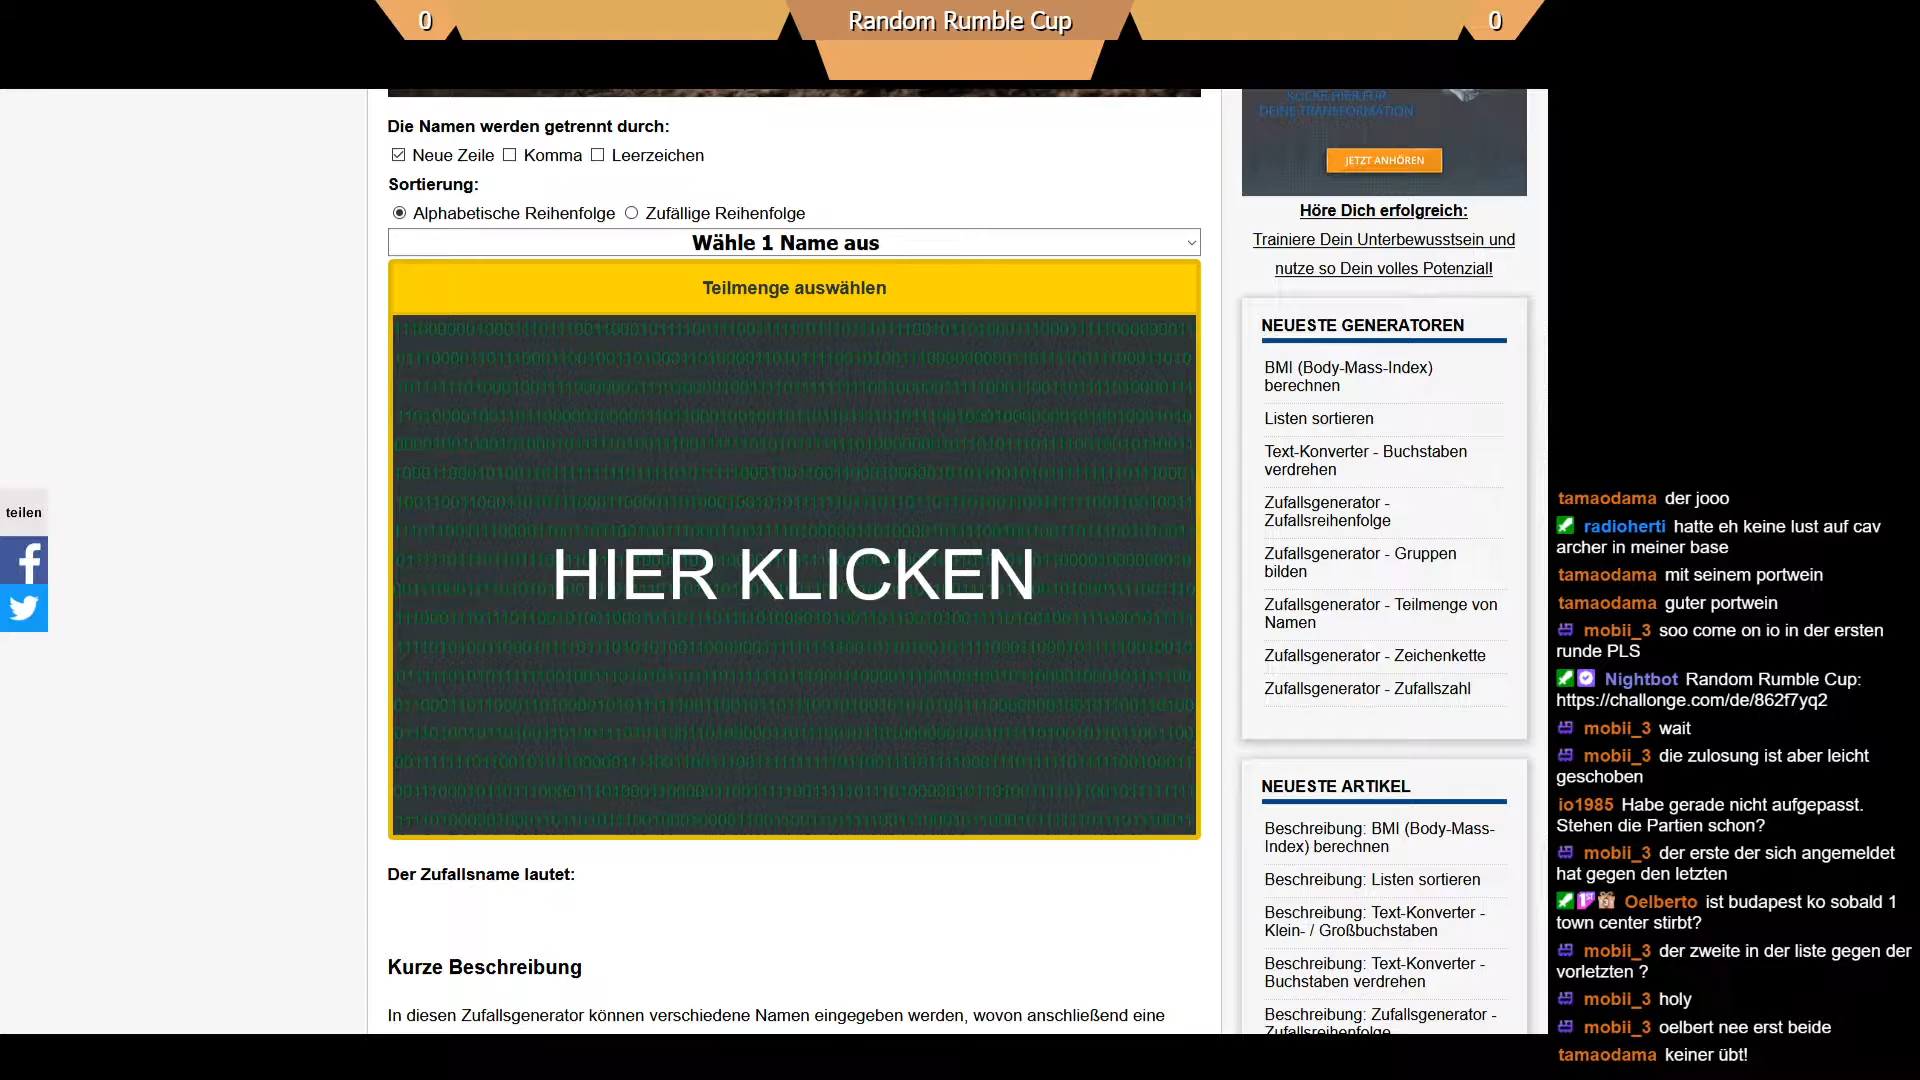 0
Random Rumble Cup
0
KLICKE HIER FÜR
DEINE TRANSFORMATION
JETZT ANHÖREN
Höre Dich erfolgreich:
Trainiere Dein Unterbewusstsein und
nutze so Dein volles Potenzial!
Die Namen werden getrennt durch:
Neue Zeile Komma Leerzeichen
Sortierung:
Alphabetische Reihenfolge Zufällige Reihenfolge
Wähle 1 Name aus
Teilmenge auswählen
HIER KLICKEN
Der Zufallsname lautet:
Kurze Beschreibung
In diesen Zufallsgenerator können verschiedene Namen eingegeben werden, wovon anschließend eine
teilen
NEUESTE GENERATOREN
BMI (Body-Mass-Index)
berechnen
Listen sortieren
Text-Konverter - Buchstaben
verdrehen
Zufallsgenerator -
Zufallsreihenfolge
Zufallsgenerator - Gruppen
bilden
Zufallsgenerator - Teilmenge von
Namen
Zufallsgenerator - Zeichenkette
Zufallsgenerator - Zufallszahl
NEUESTE ARTIKEL
Beschreibung: BMI (Body-Mass-
Index) berechnen
Beschreibung: Listen sortieren
Beschreibung: Text-Konverter -
Klein- / Großbuchstaben
Beschreibung: Text-Konverter -
Buchstaben verdrehen
Beschreibung: Zufallsgenerator -
Zufallsreihenfolge
tamaodama der jooo
radioherti hatte eh keine lust auf cav
archer in meiner base
tamaodama mit seinem portwein
tamaodama guter portwein
mobii_3 soo come on io in der ersten
runde PLS
Nightbot Random Rumble Cup:
https://challonge.com/de/862f7yq2
mobii_3 wait
mobii_3 die zulosung ist aber leicht
geschoben
io1985 Habe gerade nicht aufgepasst.
Stehen die Partien schon?
mobii_3 der erste der sich angemeldet
hat gegen den letzten
Oelberto ist budapest ko sobald 1
town center stirbt?
mobii_3 der zweite in der liste gegen der
vorletzten ?
mobii_3 holy
mobii_3 oelbert nee erst beide
tamaodama keiner übt!